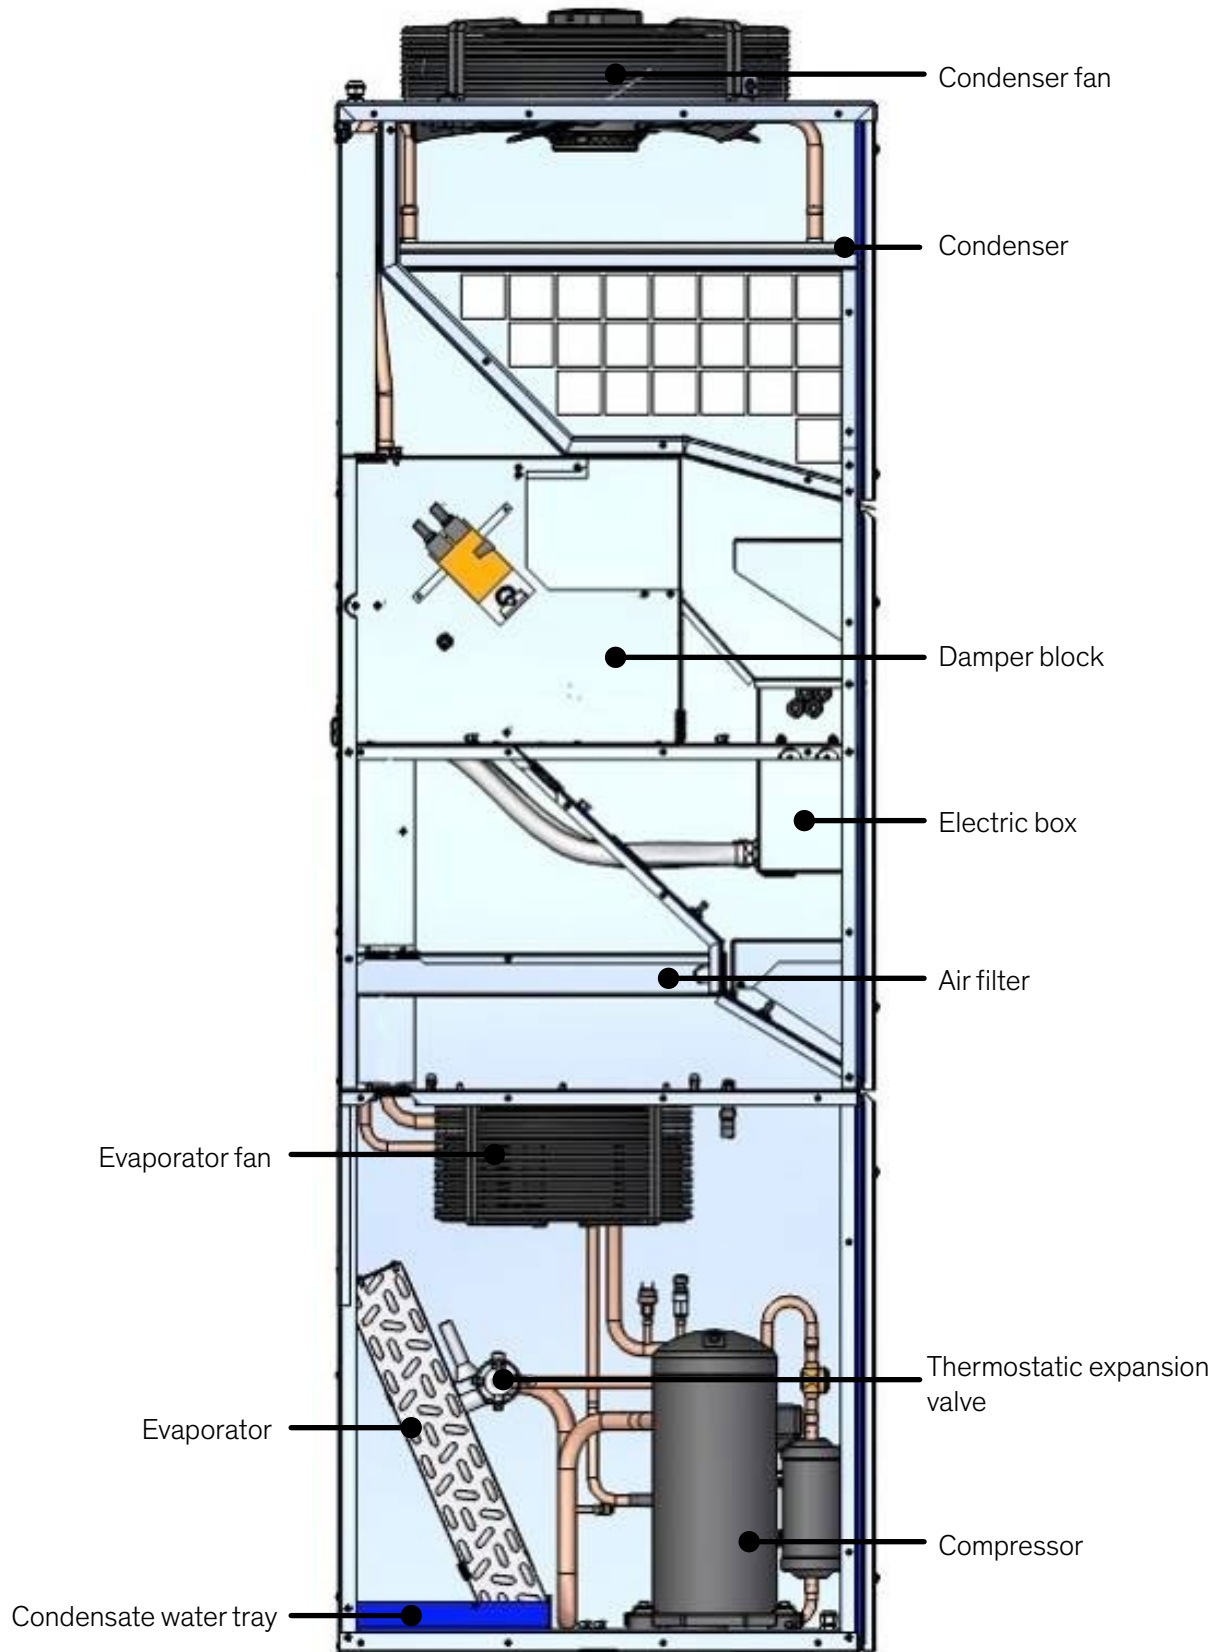 Condenser fan
Condenser
Damper block
Electric box
Air filter
Evaporator fan
Thermostatic expansion
valve
Evaporator
Compressor
Condensate water tray